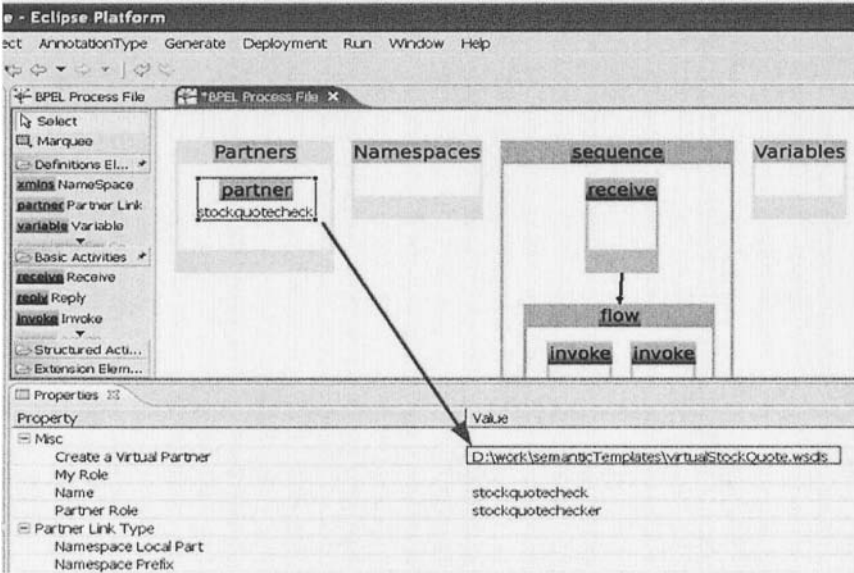 e - Eclipse Platform
ect AnnotationType Generate Deployment Run Window Help
BPEL Process File
*BPEL Process File
Select
Marquee
Definitions El...
xmlns NameSpace
partner Partner Link
variable Variable
Basic Activities
receive Receive
reply Reply
invoke Invoke
Structured Acti...
Extension Elem...
Partners
partner
stockquotecheck
Namespaces
sequence
receive
flow
invoke invoke
Variables
Properties
Property Value
Misc
Create a Virtual Partner D:\work\semanticTemplates\virtualStockQuote.wsdls
My Role
Name stockquotecheck
Partner Role stockquotechecker
Partner Link Type
Namespace Local Part
Namespace Prefix